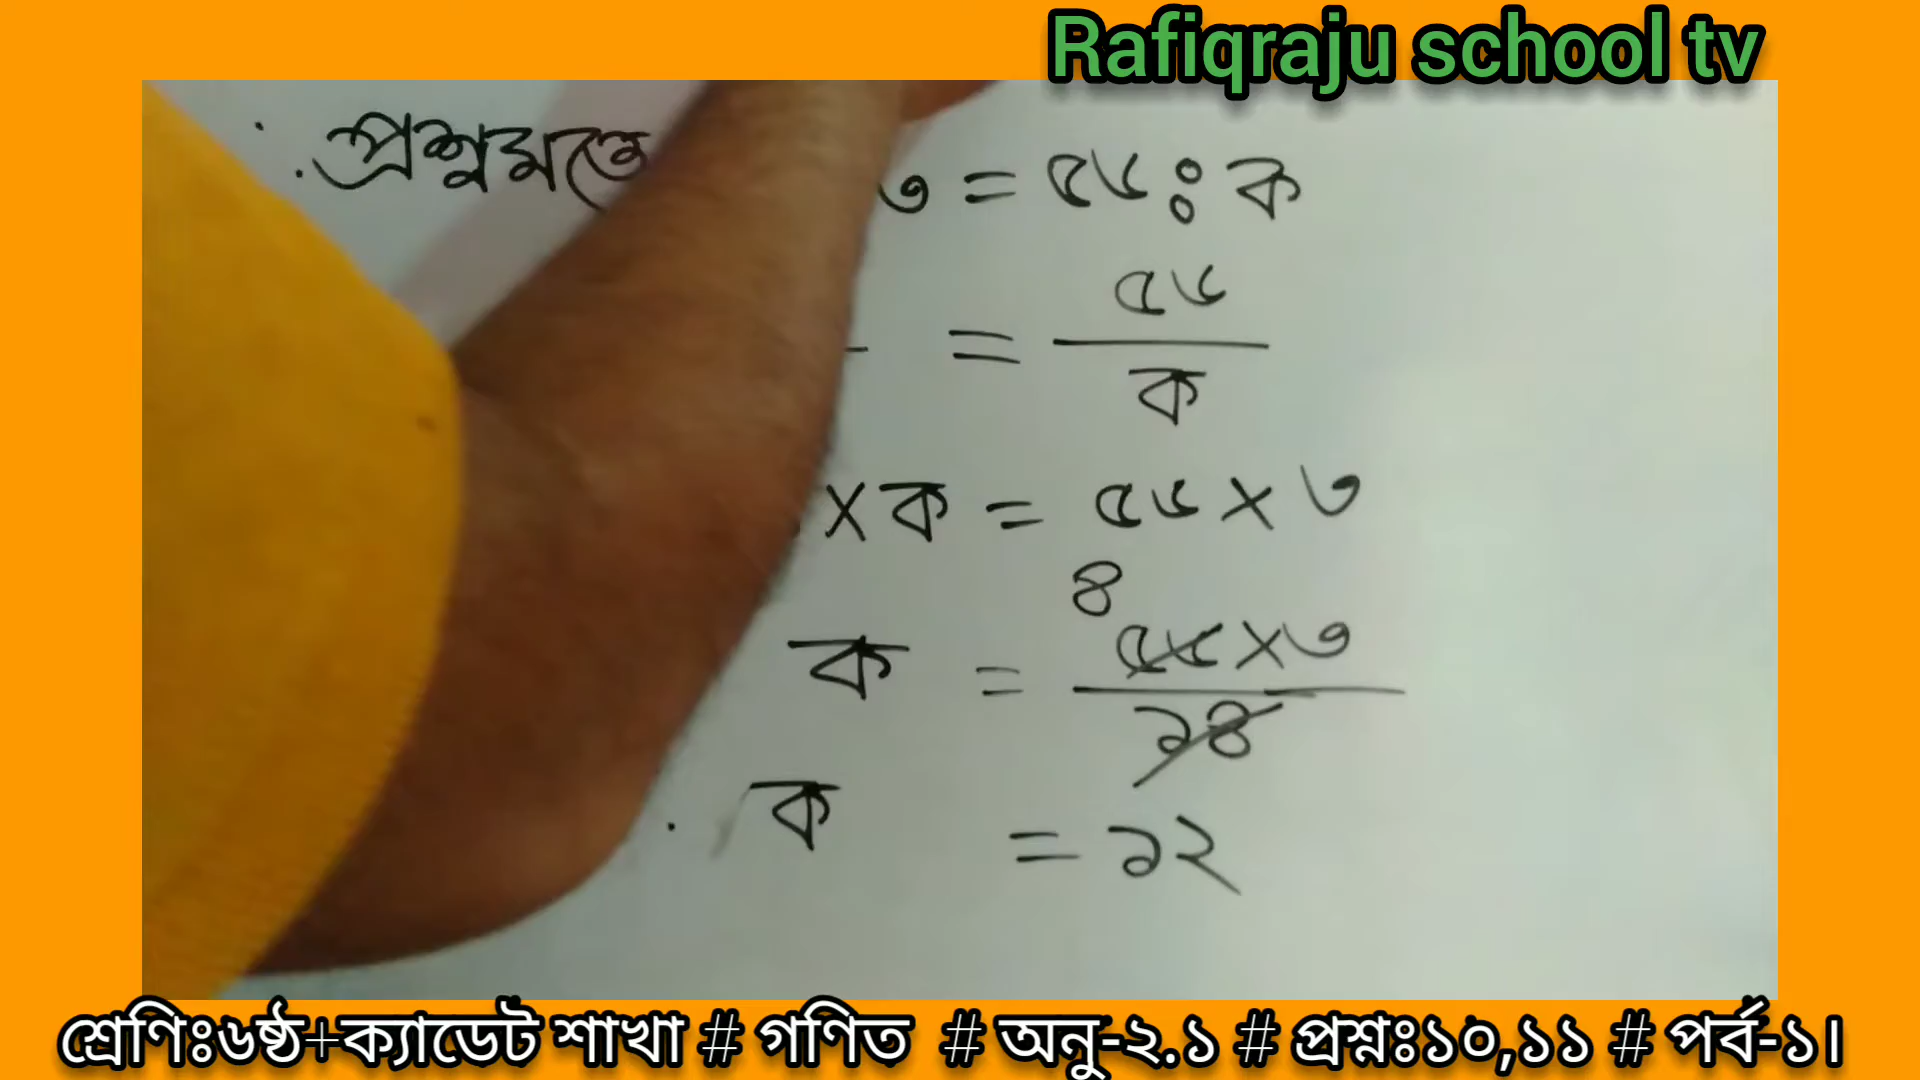 Rafiqraju school tv
প্রশ্নমতে ৩ = ৫৬ ঃ ক
= ৫৬
ক
× ক = ৫৬ × ৩
৪
ক = ৫৬ × ৩
১৪
ক = ১২
শ্রেণিঃ৬ষ্ঠ+ক্যাডেট শাখা # গণিত # অনু-২.১ # প্রশ্নঃ১০,১১ # পর্ব-১।